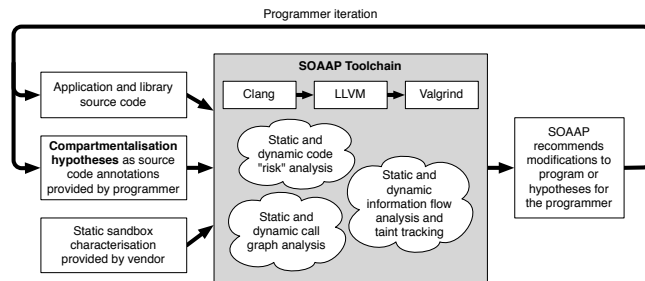 Programmer iteration
SOAAP Toolchain
Application and library
source code
Compartmentalisation
hypotheses as source
code annotations
provided by programmer
Static sandbox
characterisation
provided by vendor
Clang
LLVM
Valgrind
Static and
dynamic code
"risk" analysis
Static and
dynamic call
graph analysis
Static and
dynamic
information flow
analysis and
taint tracking
SOAAP
recommends
modifications to
program or
hypotheses for
the programmer